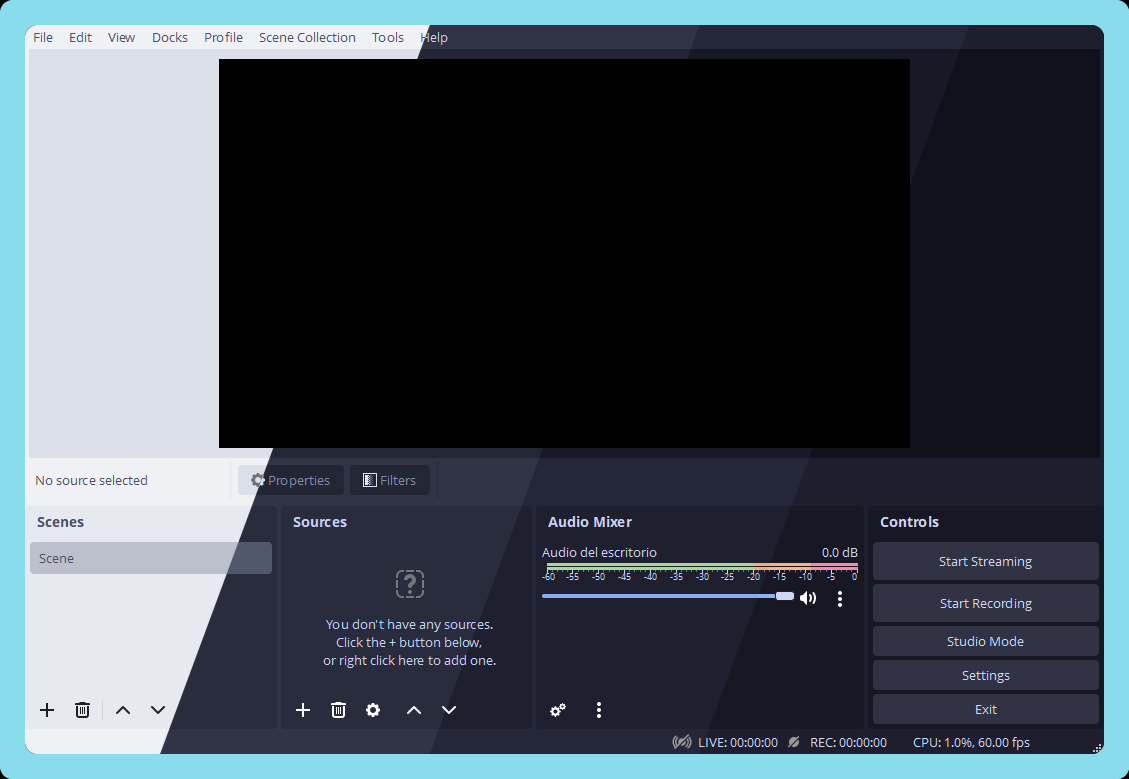 File Edit View Docks Profile Scene Collection Tools Help
No source selected Properties Filters
Scenes
Scene
Sources
You don't have any sources.
Click the + button below,
or right click here to add one.
Audio Mixer
Audio del escritorio 0.0 dB
-60 -55 -50 -45 -40 -35 -30 -25 -20 -15 -10 -5 0
Controls
Start Streaming
Start Recording
Studio Mode
Settings
Exit
LIVE: 00:00:00 REC: 00:00:00 CPU: 1.0%, 60.00 fps